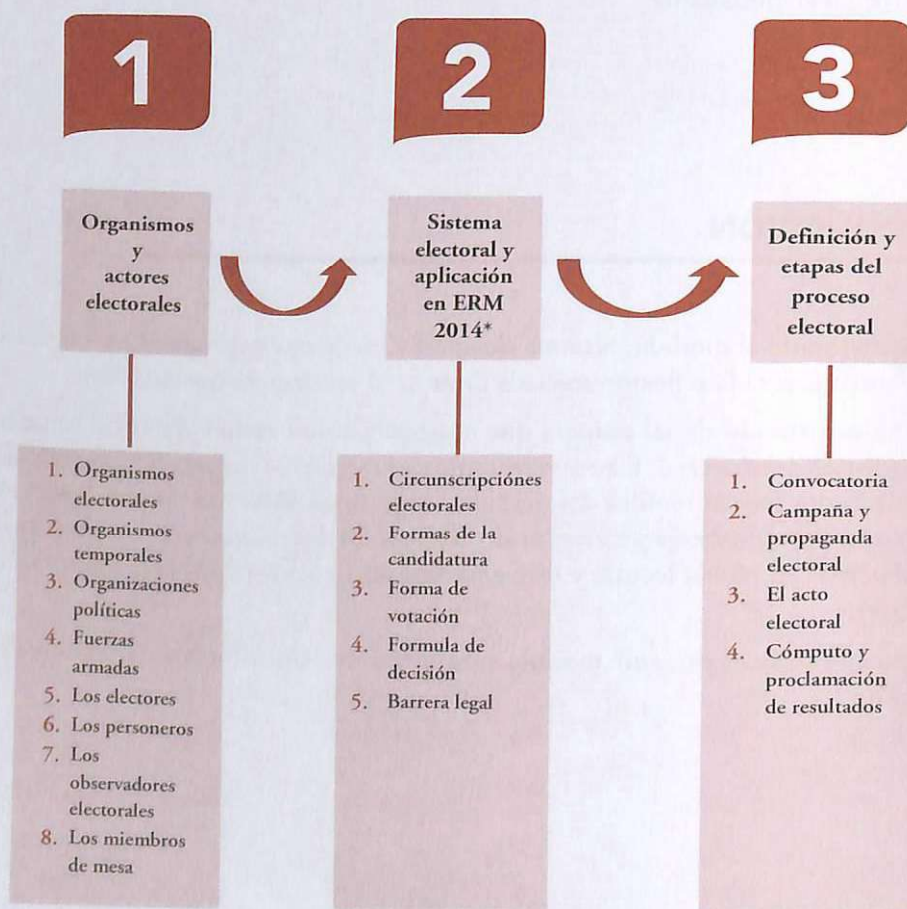 1
2
3
Organismos
y
actores
electorales
Sistema
electoral y
aplicación
en ERM
2014*
Definición y
etapas del
proceso
electoral
1. Organismos
electorales
2. Organismos
temporales
3. Organizaciones
políticas
4. Fuerzas
armadas
5. Los electores
6. Los personeros
7. Los
observadores
electorales
8. Los miembros
de mesa
1. Circunscripciónes
electorales
2. Formas de la
candidatura
3. Forma de
votación
4. Formula de
decisión
5. Barrera legal
1. Convocatoria
2. Campaña y
propaganda
electoral
3. El acto
electoral
4. Cómputo y
proclamación
de resultados